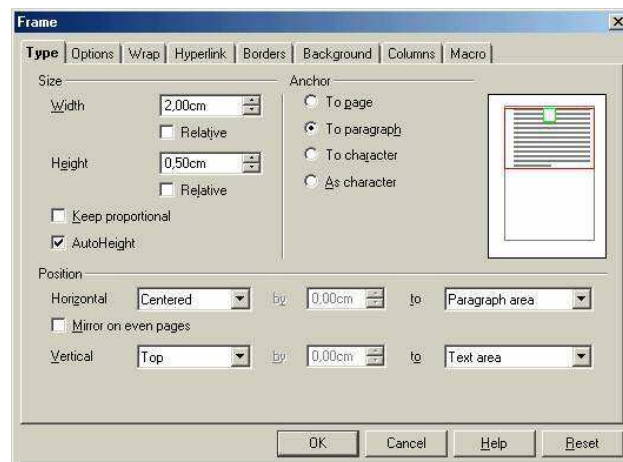 Frame
Type Options Wrap Hyperlink Borders Background Columns Macro
Size
Width 2,00cm
Relative
Height 0,50cm
Relative
Keep proportional
AutoHeight
Anchor
To page
To paragraph
To character
As character
Position
Horizontal Centered by 0,00cm to Paragraph area
Mirror on even pages
Vertical Top by 0,00cm to Text area
OK Cancel Help Reset